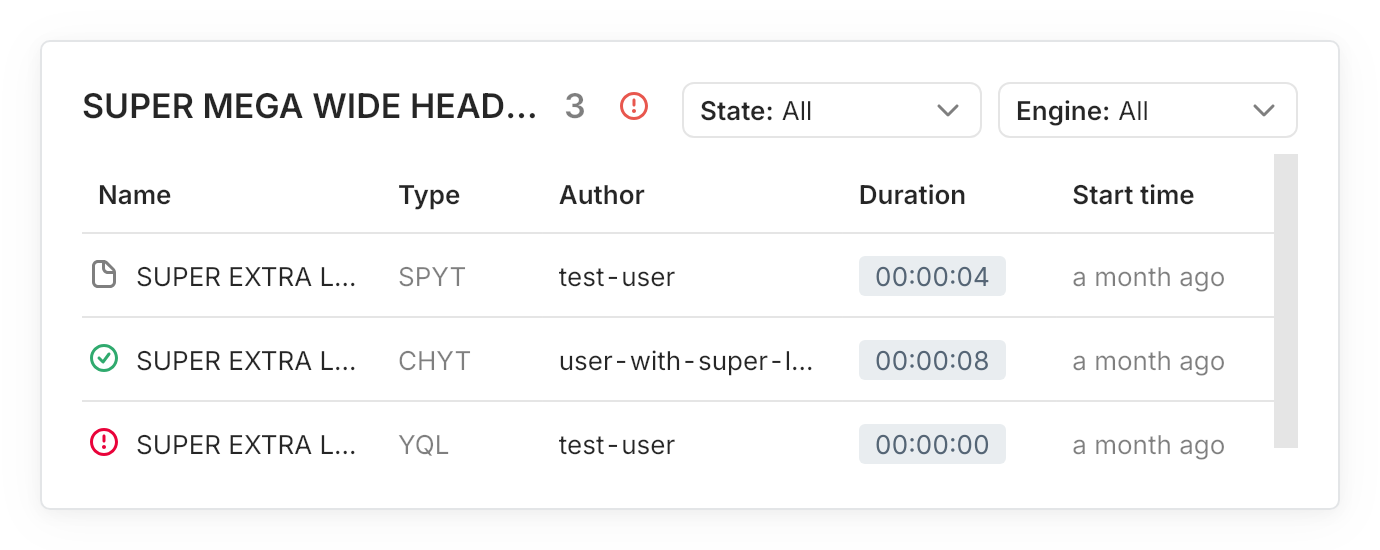 SUPER MEGA WIDE HEAD... 3 State: All Engine: All
Name Type Author Duration Start time
SUPER EXTRA L... SPYT test-user 00:00:04 a month ago
SUPER EXTRA L... CHYT user-with-super-l... 00:00:08 a month ago
SUPER EXTRA L... YQL test-user 00:00:00 a month ago